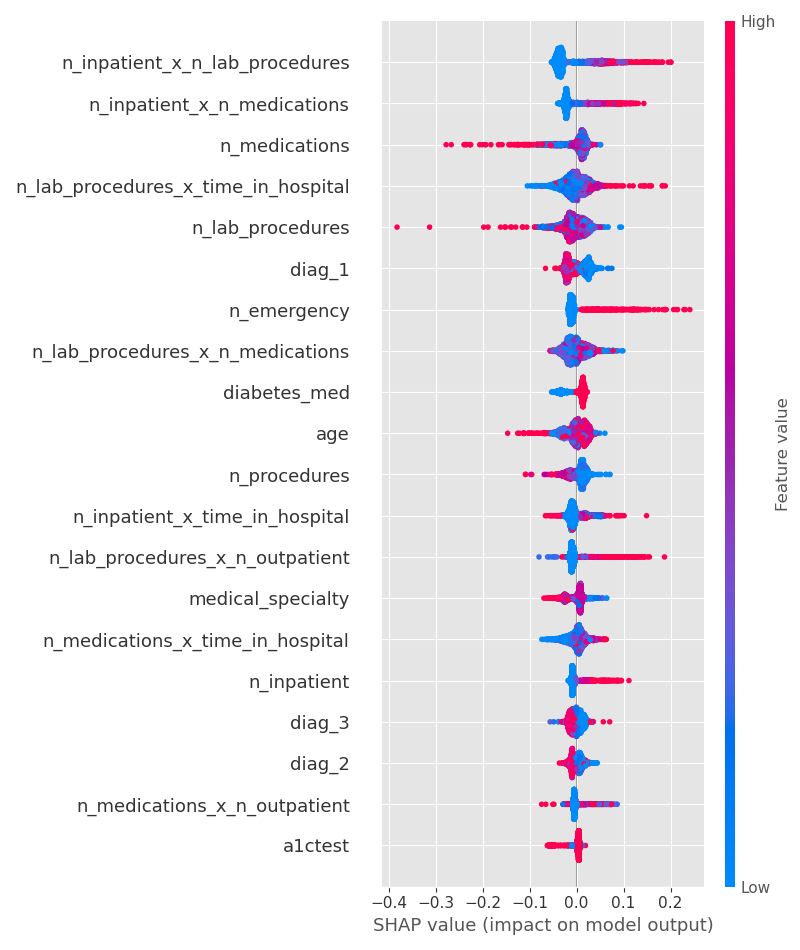 High
n_inpatient_x_n_lab_procedures
n_inpatient_x_n_medications
n_medications
n_lab_procedures_x_time_in_hospital
n_lab_procedures
diag_1
n_emergency
n_lab_procedures_x_n_medications
diabetes_med
age
n_procedures
n_inpatient_x_time_in_hospital
n_lab_procedures_x_n_outpatient
medical_specialty
n_medications_x_time_in_hospital
n_inpatient
diag_3
diag_2
n_medications_x_n_outpatient
a1ctest
Feature value
Low
−0.4 −0.3 −0.2 −0.1 0.0 0.1 0.2
SHAP value (impact on model output)